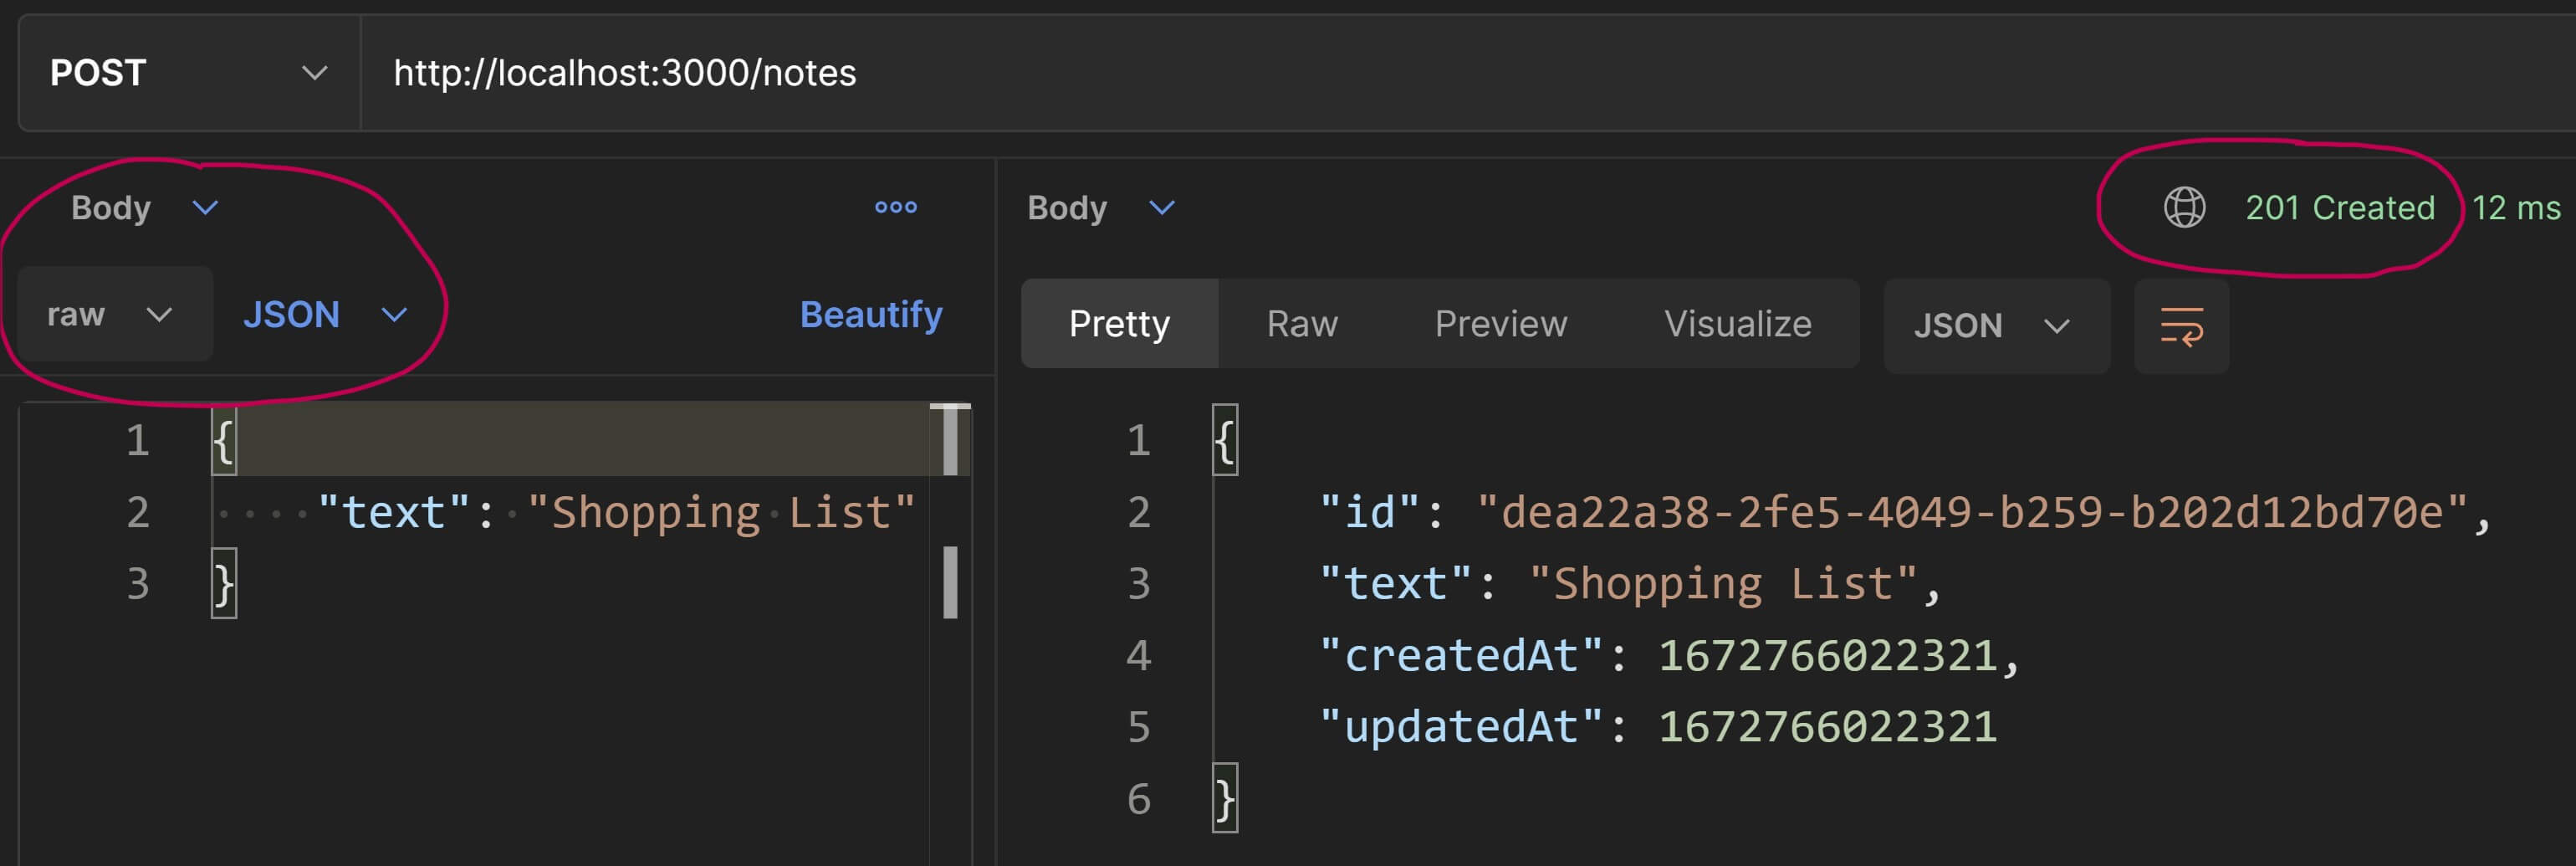 POST http://localhost:3000/notes
Body
raw JSON Beautify
1 {
2 "text": "Shopping List"
3 }
Body 201 Created 12 ms
Pretty Raw Preview Visualize JSON
1 {
2 "id": "dea22a38-2fe5-4049-b259-b202d12bd70e",
3 "text": "Shopping List",
4 "createdAt": 1672766022321,
5 "updatedAt": 1672766022321
6 }